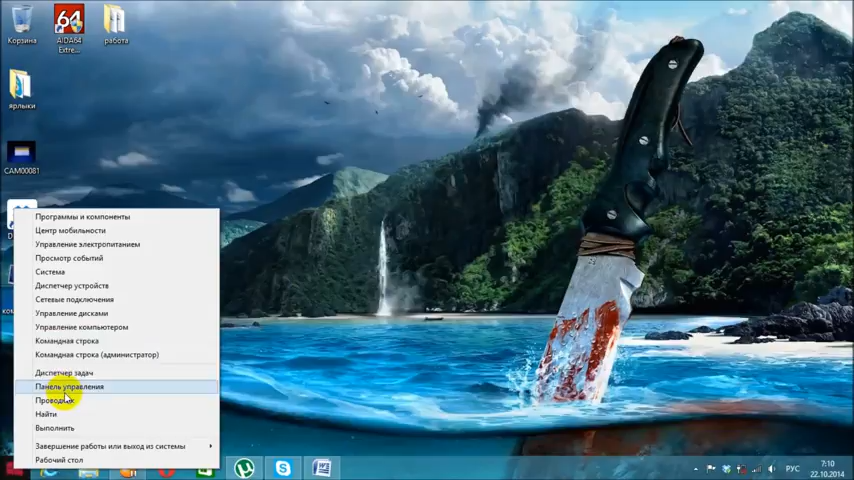 Корзина
64
AIDA64
Extre...
работа
ярлыки
CAM00081
Программы и компоненты
Центр мобильности
Управление электропитанием
Просмотр событий
Система
Диспетчер устройств
Сетевые подключения
Управление дисками
Управление компьютером
Командная строка
Командная строка (администратор)
Диспетчер задач
Панель управления
Проводник
Найти
Выполнить
Завершение работы или выход из системы
Рабочий стол
РУС
7:10
22.10.2014